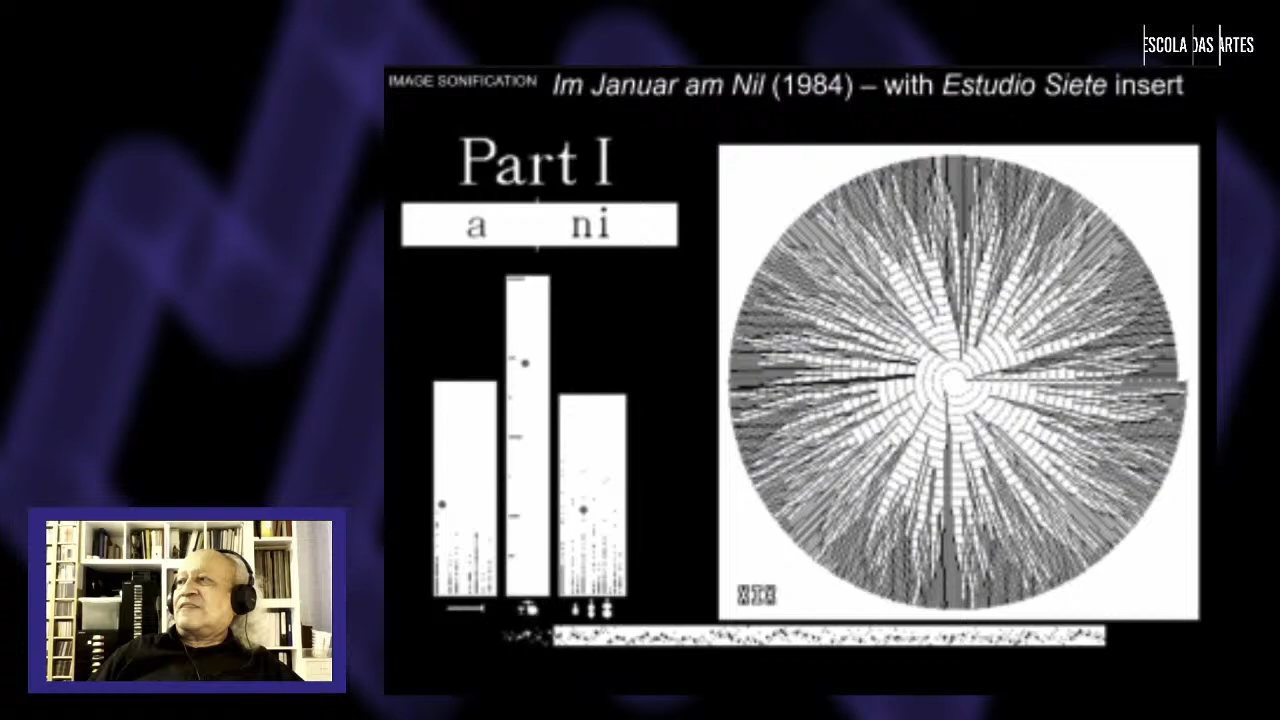 ESCOLA DAS ARTES
IMAGE SONIFICATION
Im Januar am Nil (1984) – with Estudio Siete insert
Part I
a ni